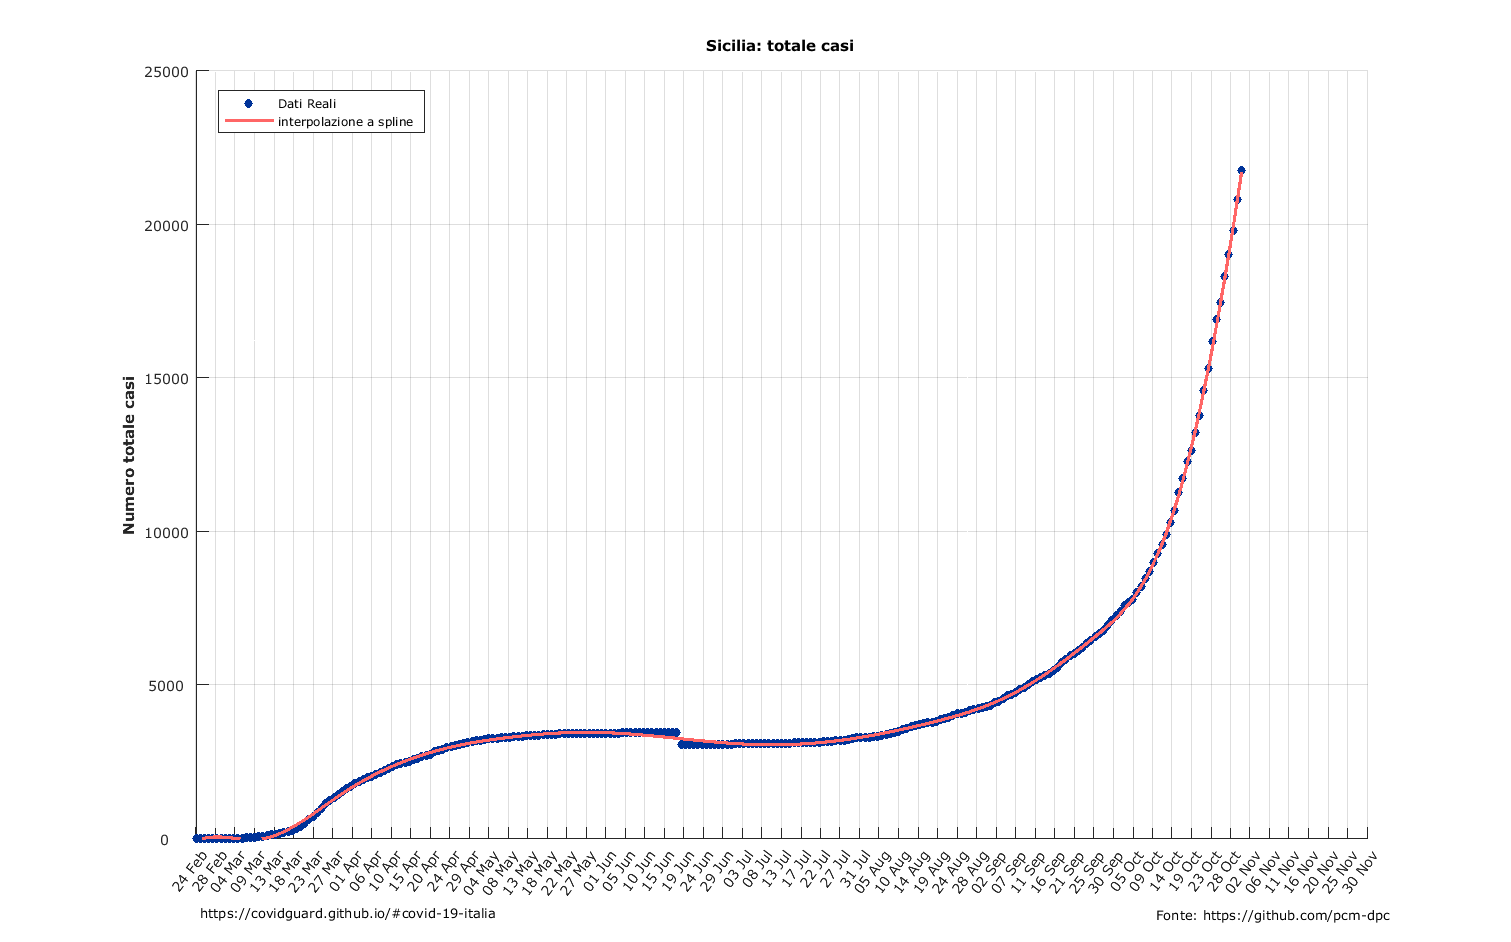 Sicilia: totale casi
25000
20000
15000
10000
5000
0
Numero totale casi
Dati Reali
interpolazione a spline
24 Feb
28 Feb
04 Mar
09 Mar
13 Mar
18 Mar
23 Mar
27 Mar
01 Apr
06 Apr
10 Apr
15 Apr
20 Apr
24 Apr
29 Apr
04 May
08 May
13 May
18 May
22 May
27 May
01 Jun
05 Jun
10 Jun
15 Jun
19 Jun
24 Jun
29 Jun
03 Jul
08 Jul
13 Jul
17 Jul
22 Jul
27 Jul
31 Jul
05 Aug
10 Aug
14 Aug
19 Aug
24 Aug
28 Aug
02 Sep
07 Sep
11 Sep
16 Sep
21 Sep
25 Sep
30 Sep
05 Oct
09 Oct
14 Oct
19 Oct
23 Oct
28 Oct
02 Nov
06 Nov
11 Nov
16 Nov
20 Nov
25 Nov
30 Nov
https://covidguard.github.io/#covid-19-italia
Fonte: https://github.com/pcm-dpc